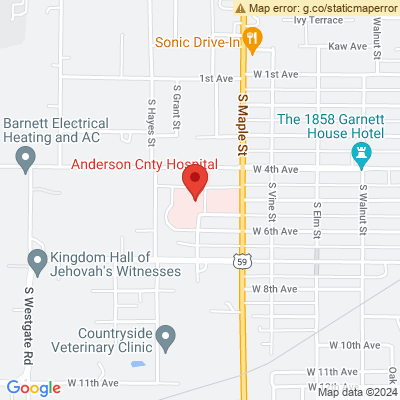 Map error: g.co/staticmaperror
Ivy Terrace
Sonic Drive-In
Kaw Ave
Walnut St
1st Ave
W 1st Ave
S Grant St
S Hayes St
S Maple St
Barnett Electrical
Heating and AC
The 1858 Garnett
House Hotel
Anderson Cnty Hospital
W 4th Ave
S Vine St
S Elm St
S Walnut St
W 6th Ave
Kingdom Hall of
Jehovah's Witnesses
59
S Westgate Rd
W 8th Ave
Countryside
Veterinary Clinic
W 10th Ave
Oak
W 11th Ave
W 11th Ave
W 12th Ave
Google
Map data ©2024